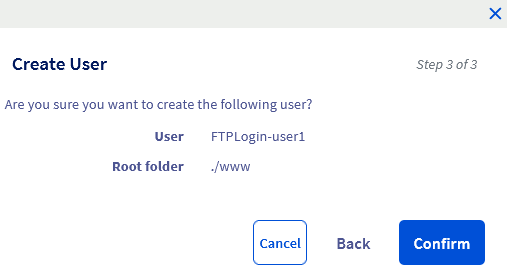 Create User
Step 3 of 3
Are you sure you want to create the following user?
User FTPLogin-user1
Root folder ./www
Cancel Back Confirm